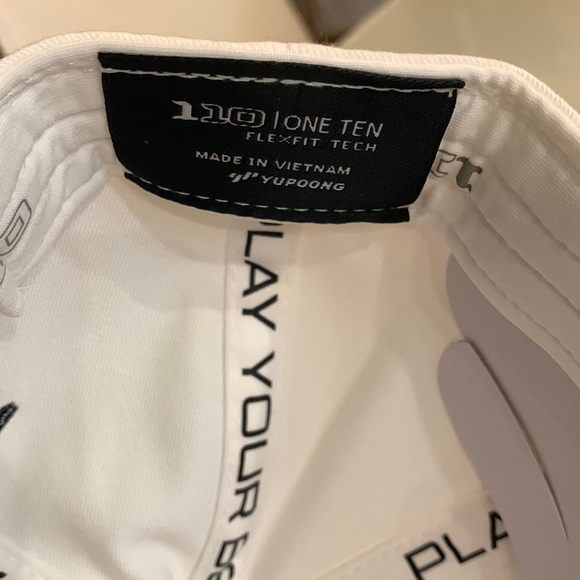 110 | ONE TEN
FLEXFIT TECH
MADE IN VIETNAM
YUPOONG
PLAY YOUR
PLA